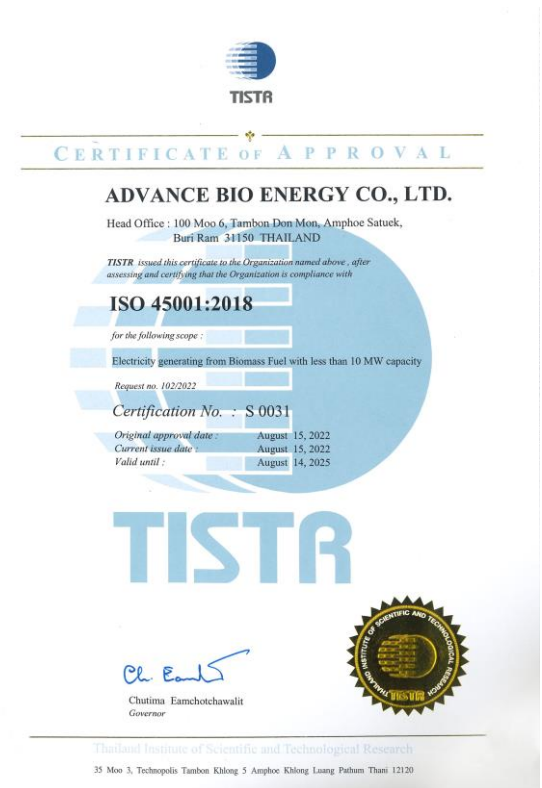 TISTR
CERTIFICATE OF APPROVAL
ADVANCE BIO ENERGY CO., LTD.
Head Office : 100 Moo 6, Tambon Don Mon, Amphoe Satuek,
Buri Ram 31150 THAILAND
TISTR issued this certificate to the Organization named above , after
assessing and certifying that the Organization is compliance with
ISO 45001:2018
for the following scope :
Electricity generating from Biomass Fuel with less than 10 MW capacity
Request no. 102/2022
Certification No. : S 0031
Original approval date : August 15, 2022
Current issue date : August 15, 2022
Valid until : August 14, 2025
TISTR
THAILAND INSTITUTE OF SCIENTIFIC AND TECHNOLOGICAL RESEARCH
TISTR
Ch. Eam
Chutima Eamchotchawalit
Governor
Thailand Institute of Scientific and Technological Research
35 Moo 3, Technopolis Tambon Khlong 5 Amphoe Khlong Luang Pathum Thani 12120